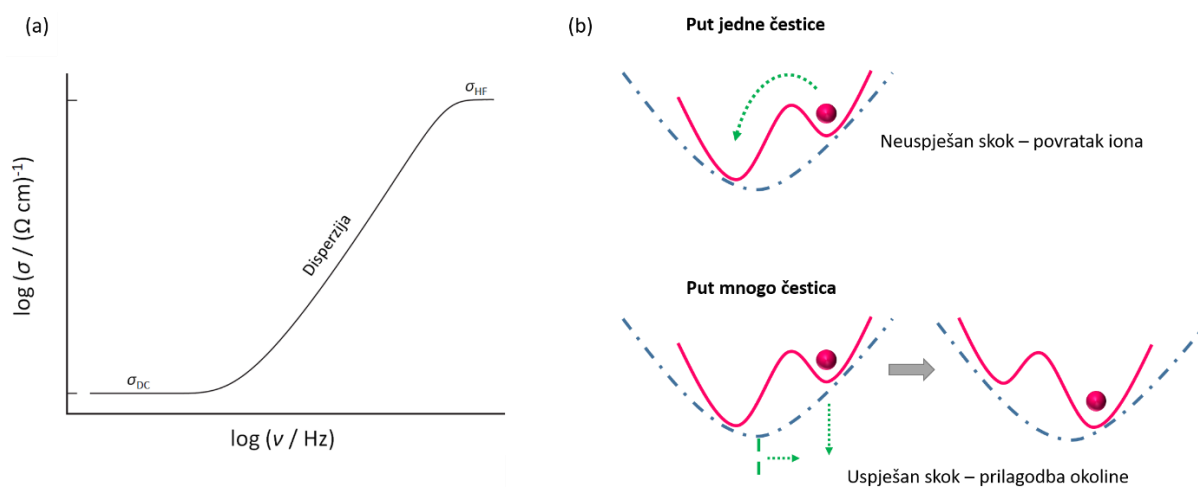 (a)
σHF
Disperzija
σDC
log (σ / (Ω cm)-1
log (ν / Hz)
(b)
Put jedne čestice
Neuspješan skok – povratak iona
Put mnogo čestica
Uspješan skok – prilagodba okoline